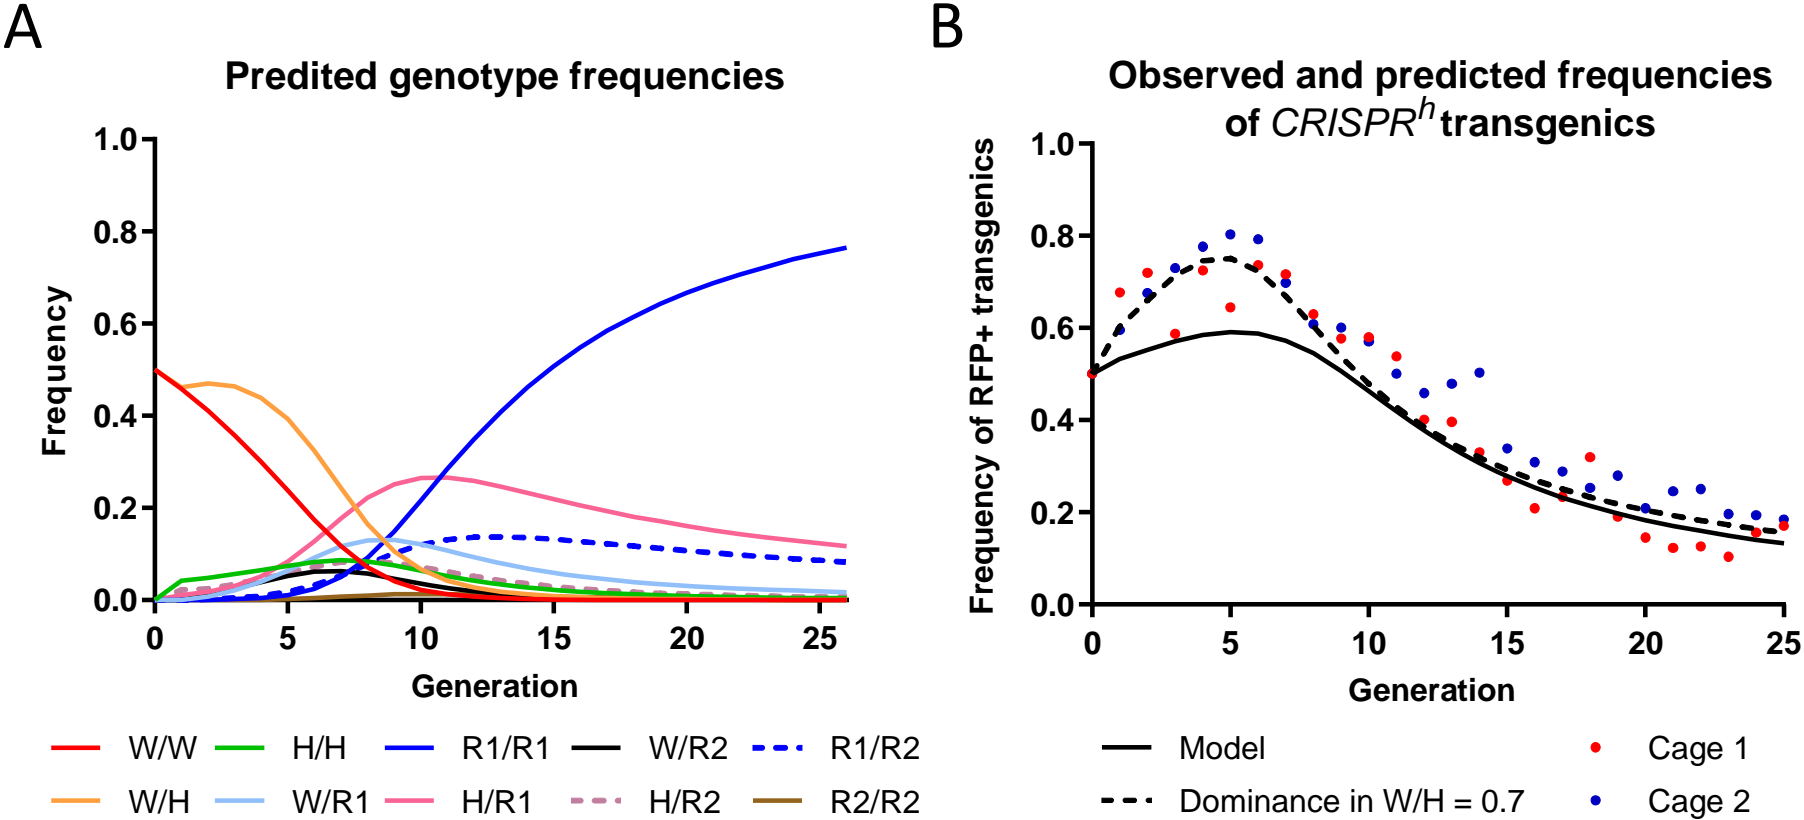 A
Predited genotype frequencies
1.0
0.8
0.6
0.4
0.2
0.0
Frequency
0 5 10 15 20 25
Generation
W/W H/H R1/R1 W/R2 R1/R2
W/H W/R1 H/R1 H/R2 R2/R2
B
Observed and predicted frequencies
of CRISPRʰ transgenics
1.0
0.8
0.6
0.4
0.2
0.0
Frequency of RFP+ transgenics
0 5 10 15 20 25
Generation
Model Cage 1
Dominance in W/H = 0.7 Cage 2